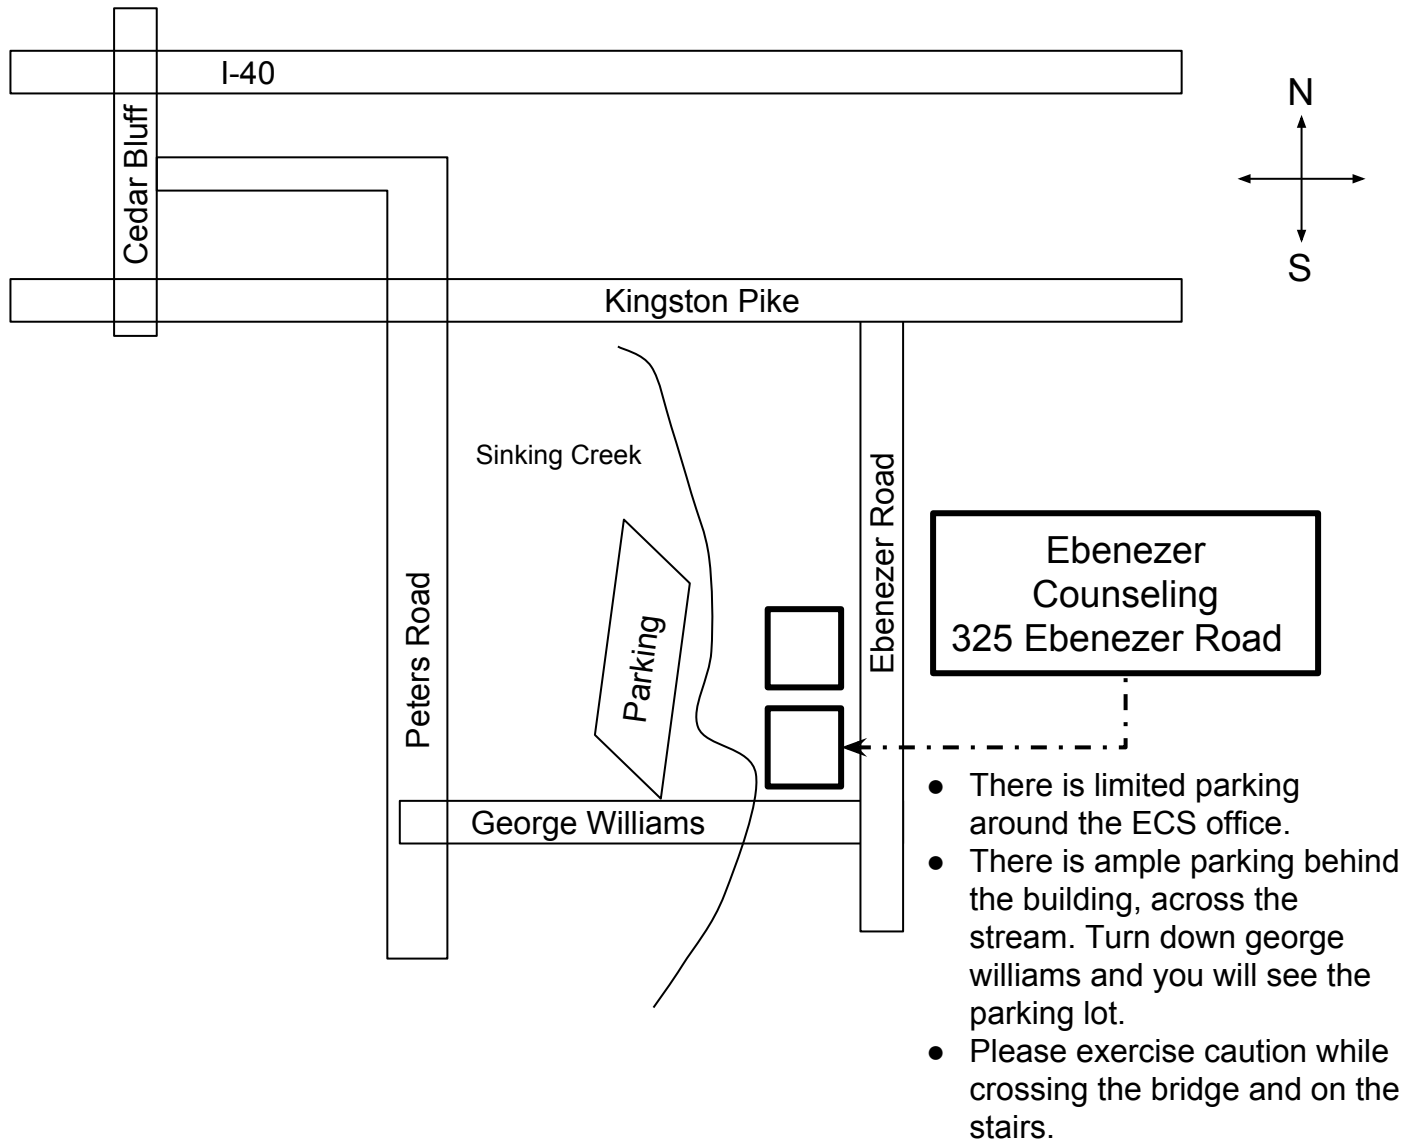 I-40
N
Cedar Bluff
S
Kingston Pike
Sinking Creek
Ebenezer Road
Ebenezer
Counseling
325 Ebenezer Road
Peters Road
Parking
George Williams
● There is limited parking
around the ECS office.
● There is ample parking behind
the building, across the
stream. Turn down george
williams and you will see the
parking lot.
● Please exercise caution while
crossing the bridge and on the
stairs.